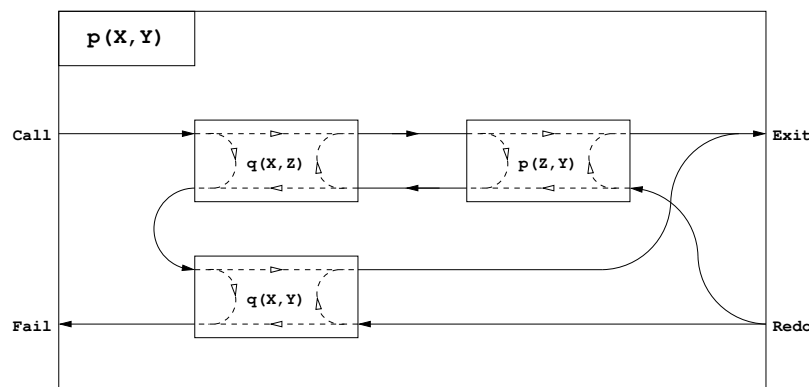 p(X,Y)
Call
Exit
q(X,Z)
p(Z,Y)
q(X,Y)
Fail
Redo